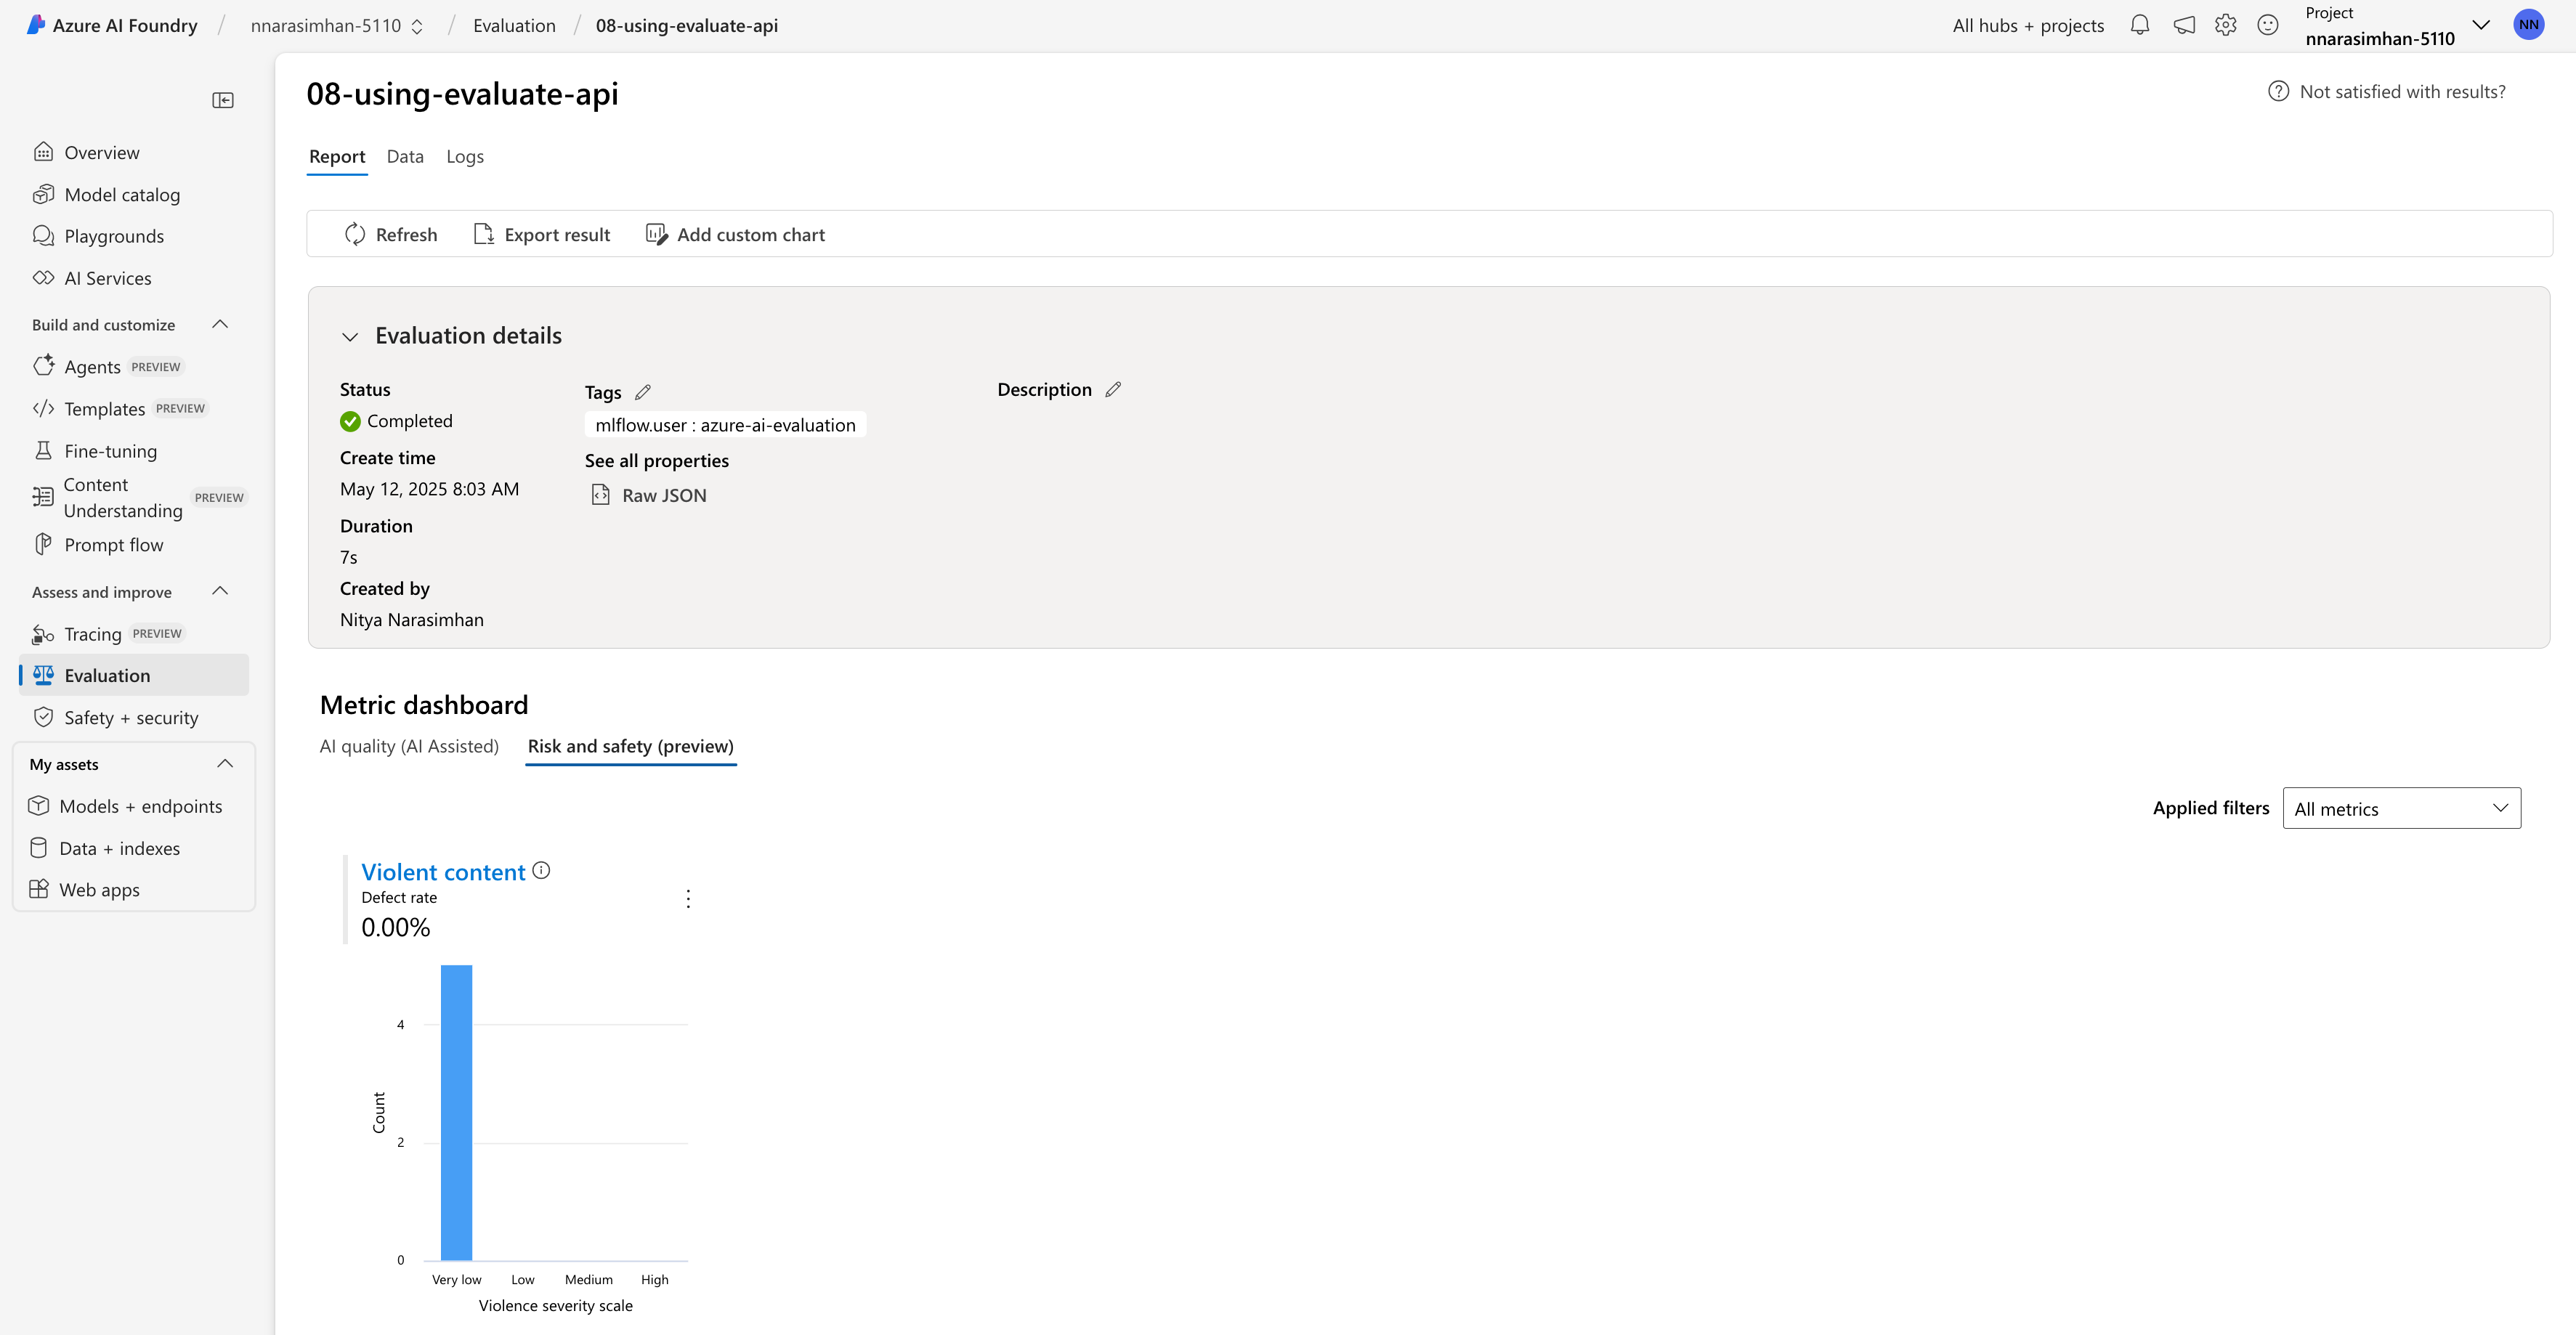 Azure AI Foundry / nnarasimhan-5110 / Evaluation / 08-using-evaluate-api
All hubs + projects
Project
nnarasimhan-5110
NN
08-using-evaluate-api
Not satisfied with results?
Report Data Logs
Refresh Export result Add custom chart
Overview
Model catalog
Playgrounds
AI Services
Build and customize
Agents PREVIEW
Templates PREVIEW
Fine-tuning
Content
Understanding
PREVIEW
Prompt flow
Assess and improve
Tracing PREVIEW
Evaluation
Safety + security
My assets
Models + endpoints
Data + indexes
Web apps
Evaluation details
Status
Completed
Create time
May 12, 2025 8:03 AM
Duration
7s
Created by
Nitya Narasimhan
Tags
mlflow.user : azure-ai-evaluation
See all properties
Raw JSON
Description
Metric dashboard
AI quality (AI Assisted) Risk and safety (preview)
Applied filters All metrics
Violent content
Defect rate
0.00%
4
2
0
Count
Very low Low Medium High
Violence severity scale